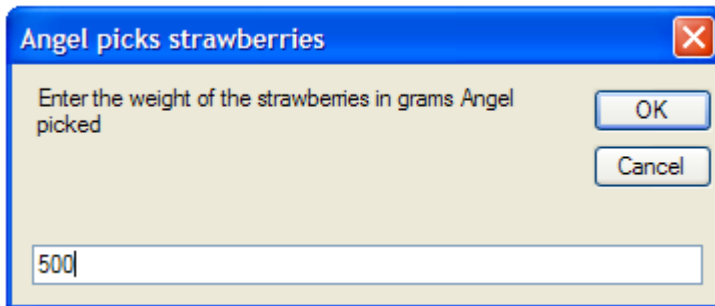 Angel picks strawberries
Enter the weight of the strawberries in grams Angel
picked
OK
Cancel
500